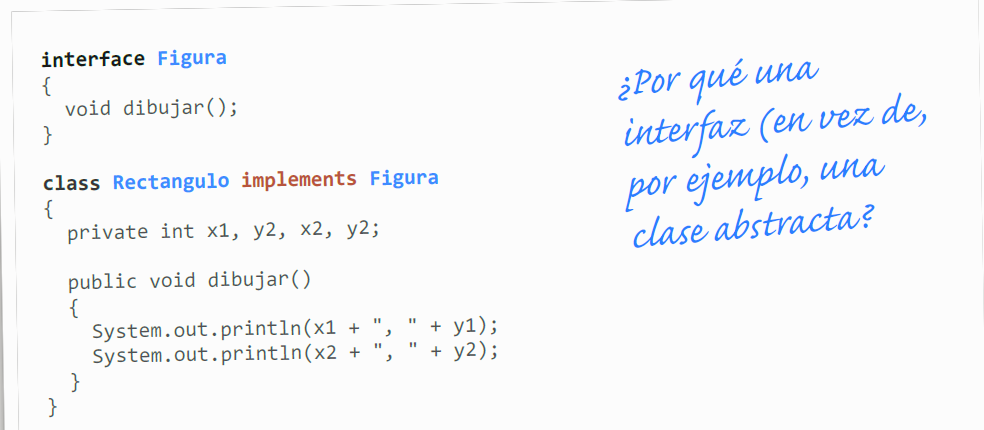 interface Figura
{
void dibujar();
}
class Rectangulo implements Figura
{
private int x1, y2, x2, y2;
public void dibujar()
{
System.out.println(x1 + ", " + y1);
System.out.println(x2 + ", " + y2);
}
}
¿Por qué una
interfaz (en vez de,
por ejemplo, una
clase abstracta?